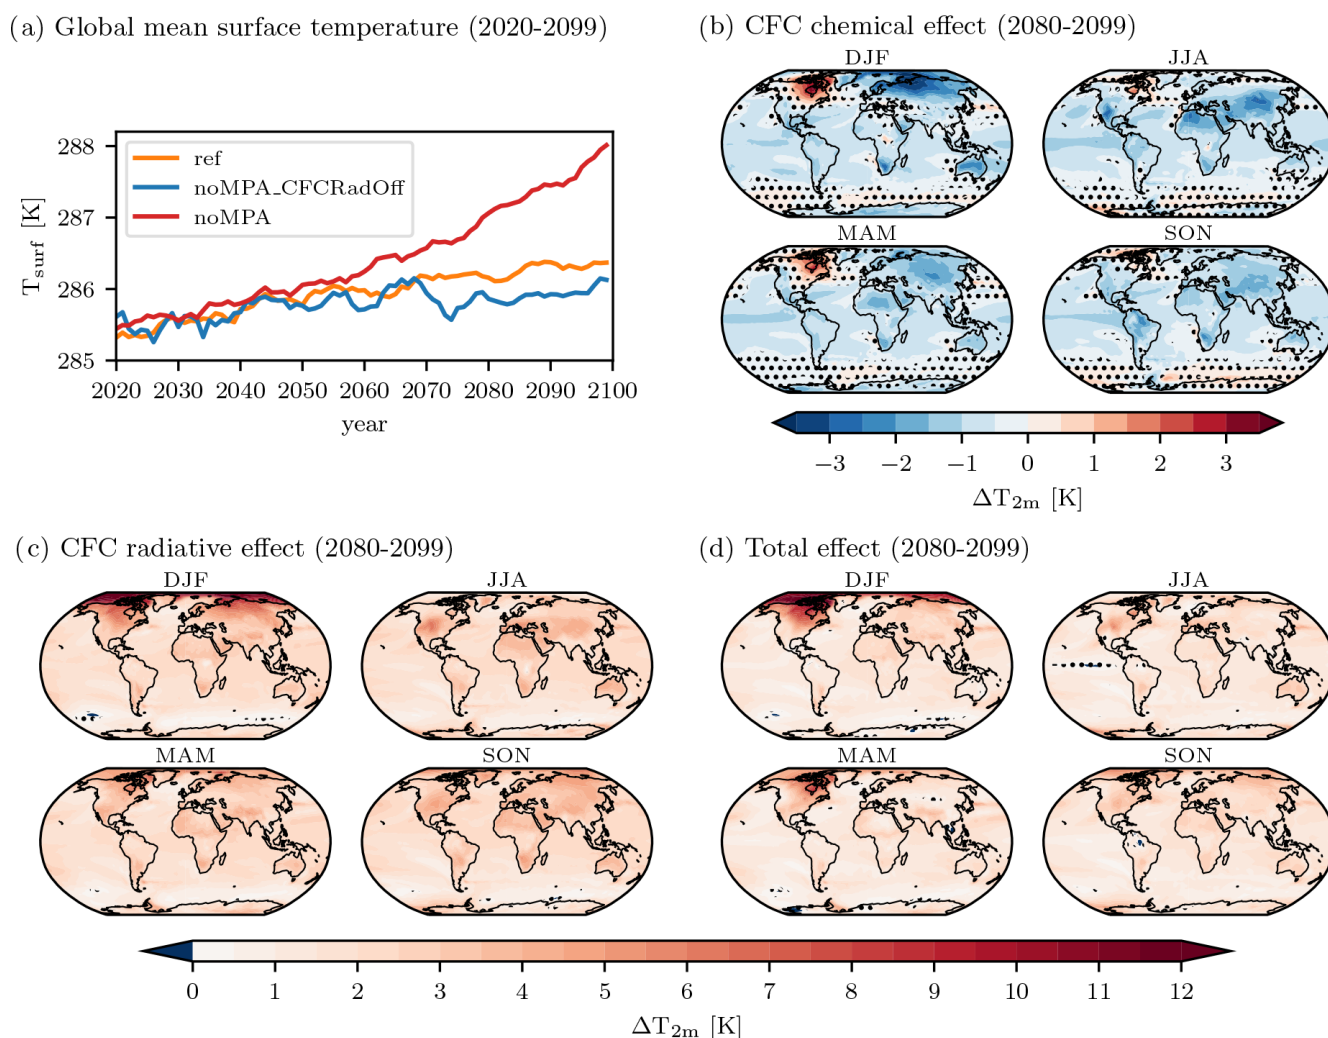 (a) Global mean surface temperature (2020-2099)
288
287
286
285
T_surf [K]
ref
noMPA_CFCRadOff
noMPA
2020 2030 2040 2050 2060 2070 2080 2090 2100
year
(b) CFC chemical effect (2080-2099)
DJF JJA
MAM SON
−3 −2 −1 0 1 2 3
ΔT_2m [K]
(c) CFC radiative effect (2080-2099)
DJF JJA
MAM SON
(d) Total effect (2080-2099)
DJF JJA
MAM SON
0 1 2 3 4 5 6 7 8 9 10 11 12
ΔT_2m [K]